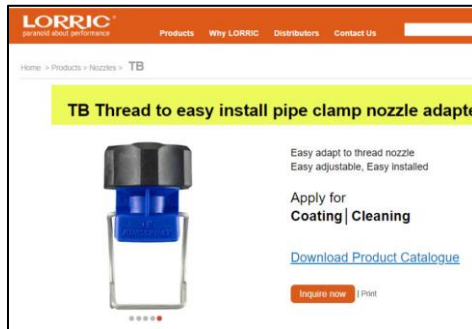 LORRIC®
paranoid about performance
Products Why LORRIC Distributors Contact Us
Home > Products > Nozzles > TB
TB Thread to easy install pipe clamp nozzle adapte
Easy adapt to thread nozzle
Easy adjustable, Easy installed
Apply for
Coating | Cleaning
Download Product Catalogue
Inquire now | Print